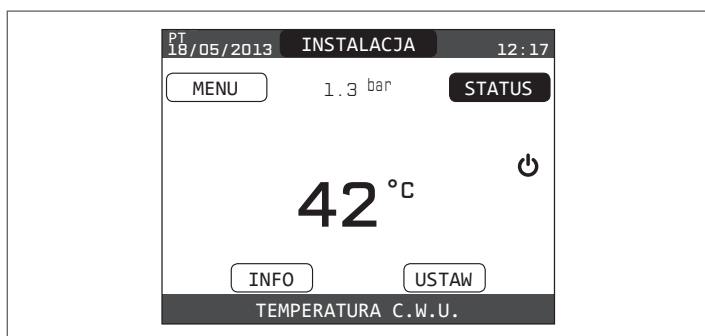 PT
18/05/2013 INSTALACJA 12:17
MENU 1.3 bar STATUS
42 °C
INFO USTAW
TEMPERATURA C.W.U.